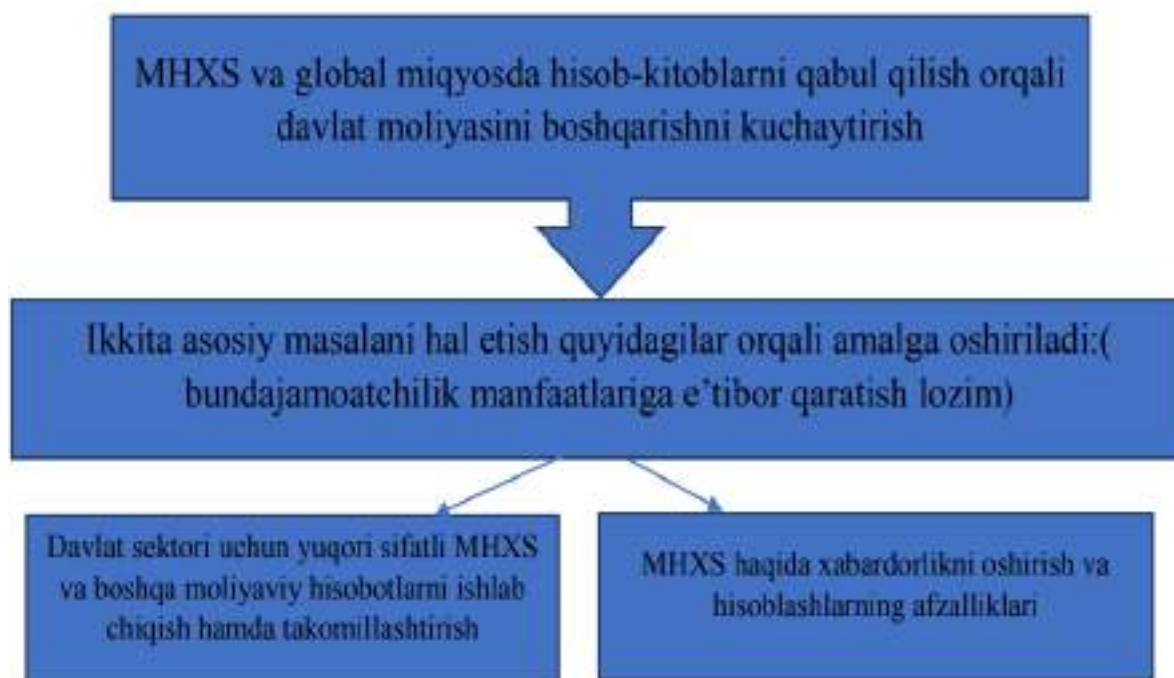 MHXS va global miqyosda hisob-kitoblarni qabul qilish orqali
davlat moliyasini boshqarishni kuchaytirish
Ikkita asosiy masalani hal etish quyidagilar orqali amalga oshiriladi:(
bundajamoatchilik manfaatlariga e’tibor qaratish lozim)
Davlat sektori uchun yuqori sifatli MHXS
va boshqa moliyaviy hisobotlarni ishlab
chiqish hamda takomillashtirish
MHXS haqida xabardorlikni oshirish va
hisoblashlarning afzalliklari